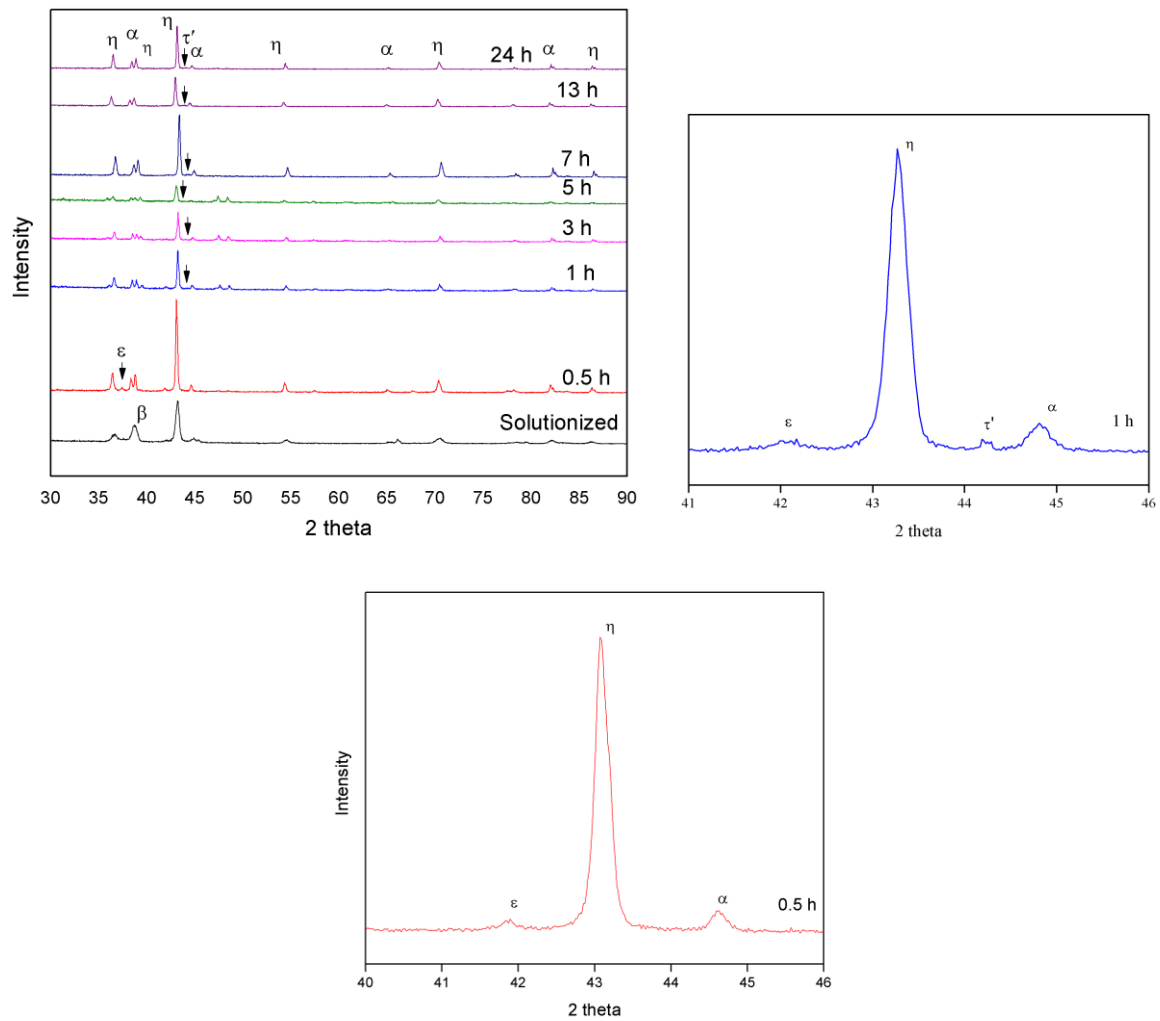 η α η η τ′ α η α η α η
24 h
13 h
7 h
5 h
3 h
1 h
ε
0.5 h
β
Solutionized
Intensity
30 35 40 45 50 55 60 65 70 75 80 85 90
2 theta
η
ε τ' α 1 h
41 42 43 44 45 46
2 theta
η
Intensity
ε α 0.5 h
40 41 42 43 44 45 46
2 theta